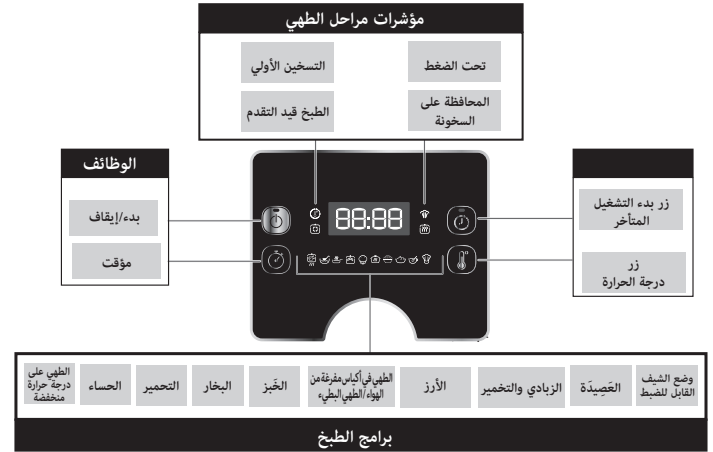 مؤشرات مراحل الطهي
تحت الضغط
التسخين الأولي
المحافظة على
السخونة
الطبخ قيد التقدم
الوظائف
بدء/إيقاف
مؤقت
88:88
زر بدء التشغيل
المتأخر
زر
درجة الحرارة
وضع الشيف
القابل للضبط
العَصِيدَة
الزبادي والتخمير
الأرز
الطهي في أكياس مفرغة من
الهواء/الطهي البطيء
الخَبز
البخار
التحمير
الحساء
الطهي على
درجة حرارة
منخفضة
برامج الطبخ